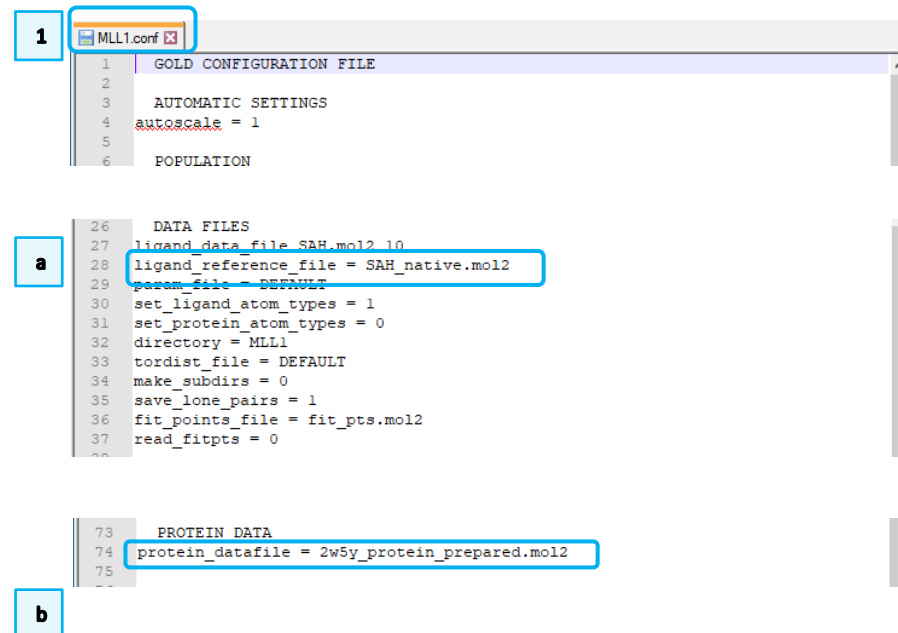 1
MLL1.conf
1 GOLD CONFIGURATION FILE
2
3 AUTOMATIC SETTINGS
4 autoscale = 1
5
6 POPULATION
26 DATA FILES
27 ligand_data_file SAH.mol2 10
a
28 ligand_reference_file = SAH_native.mol2
29 param_file = DEFAULT
30 set_ligand_atom_types = 1
31 set_protein_atom_types = 0
32 directory = MLL1
33 tordist_file = DEFAULT
34 make_subdirs = 0
35 save_lone_pairs = 1
36 fit_points_file = fit_pts.mol2
37 read_fitpts = 0
73 PROTEIN DATA
74 protein_datafile = 2w5y_protein_prepared.mol2
75
b